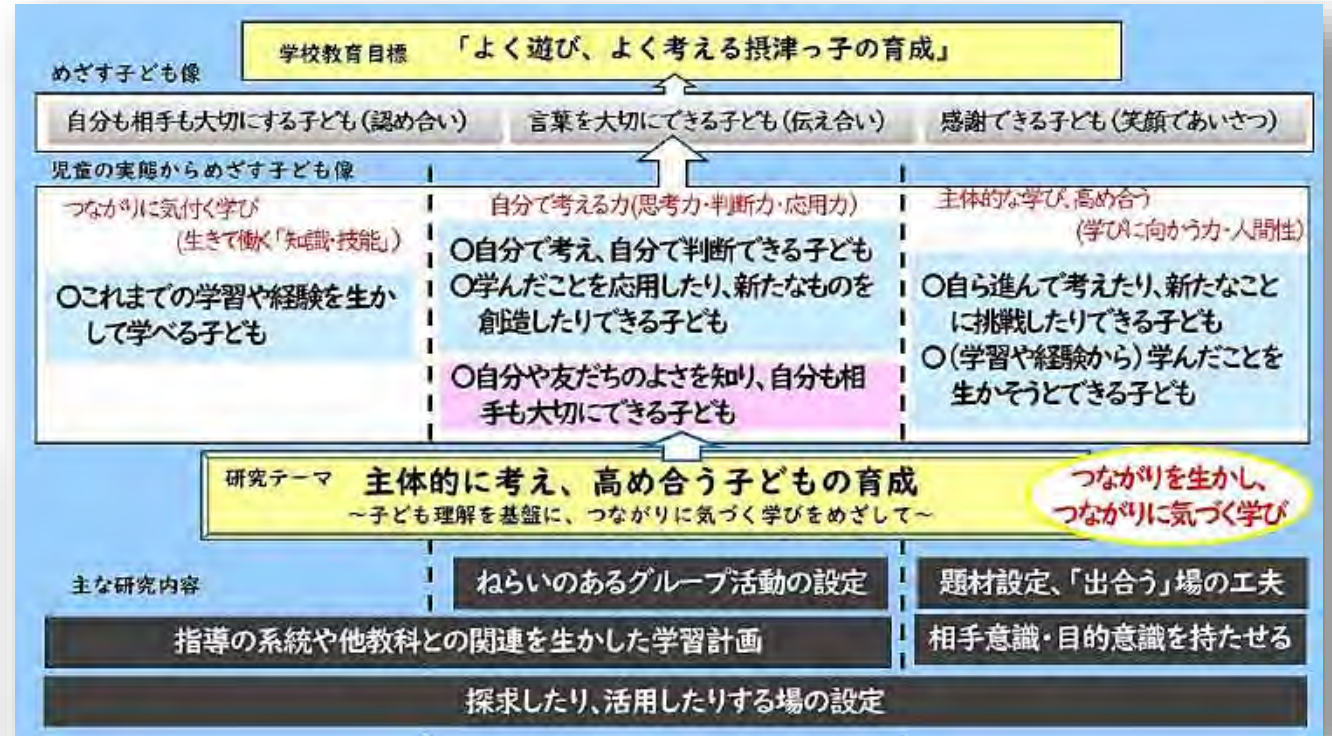 学校教育目標 「よく遊び、よく考える摂津っ子の育成」
めざす子ども像
自分も相手も大切にする子ども(認め合い) 言葉を大切にできる子ども(伝え合い) 感謝できる子ども(笑顔であいさつ)
児童の実態からめざす子ども像
つながりに気付く学び
(生きて働く「知識・技能」)
〇これまでの学習や経験を生か
して学べる子ども
自分で考える力(思考力・判断力・応用力)
〇自分で考え、自分で判断できる子ども
〇学んだことを応用したり、新たなものを
創造したりできる子ども
〇自分や友だちのよさを知り、自分も相
手も大切にできる子ども
主体的な学び、高め合う
(学びに向かう力・人間性)
〇自ら進んで考えたり、新たなこと
に挑戦したりできる子ども
〇(学習や経験から)学んだことを
生かそうとできる子ども
研究テーマ 主体的に考え、高め合う子どもの育成
～子ども理解を基盤に、つながりに気づく学びをめざして～
つながりを生かし、
つながりに気づく学び
主な研究内容
ねらいのあるグループ活動の設定
題材設定、「出合う」場の工夫
指導の系統や他教科との関連を生かした学習計画
相手意識・目的意識を持たせる
探求したり、活用したりする場の設定